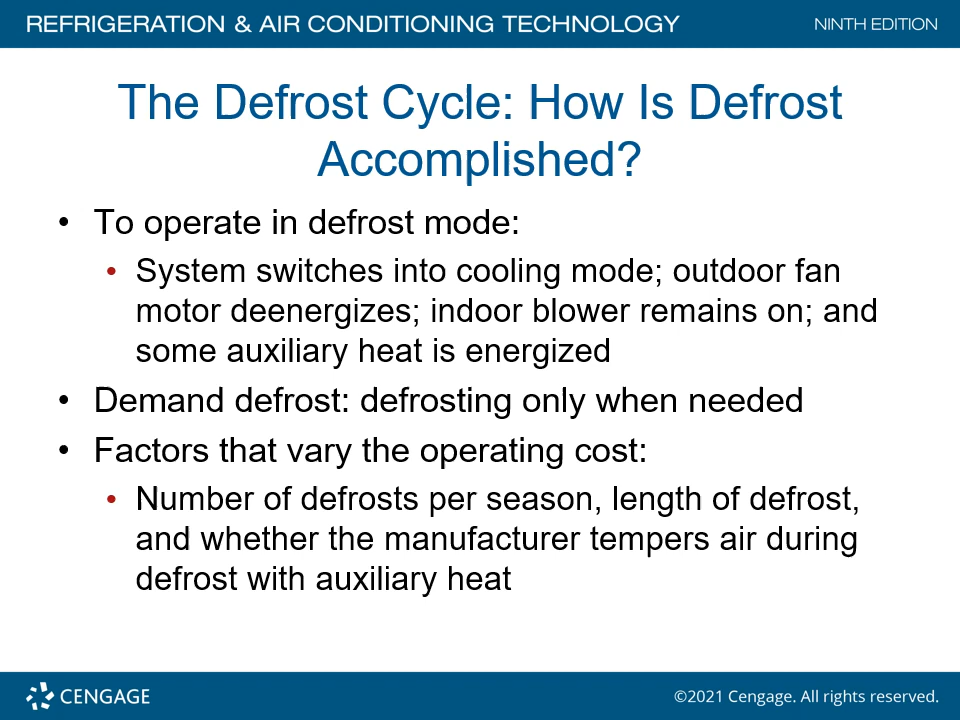 REFRIGERATION & AIR CONDITIONING TECHNOLOGY
NINTH EDITION
The Defrost Cycle: How Is Defrost
Accomplished?
• To operate in defrost mode:
• System switches into cooling mode; outdoor fan
motor deenergizes; indoor blower remains on; and
some auxiliary heat is energized
• Demand defrost: defrosting only when needed
• Factors that vary the operating cost:
• Number of defrosts per season, length of defrost,
and whether the manufacturer tempers air during
defrost with auxiliary heat
CENGAGE
©2021 Cengage. All rights reserved.